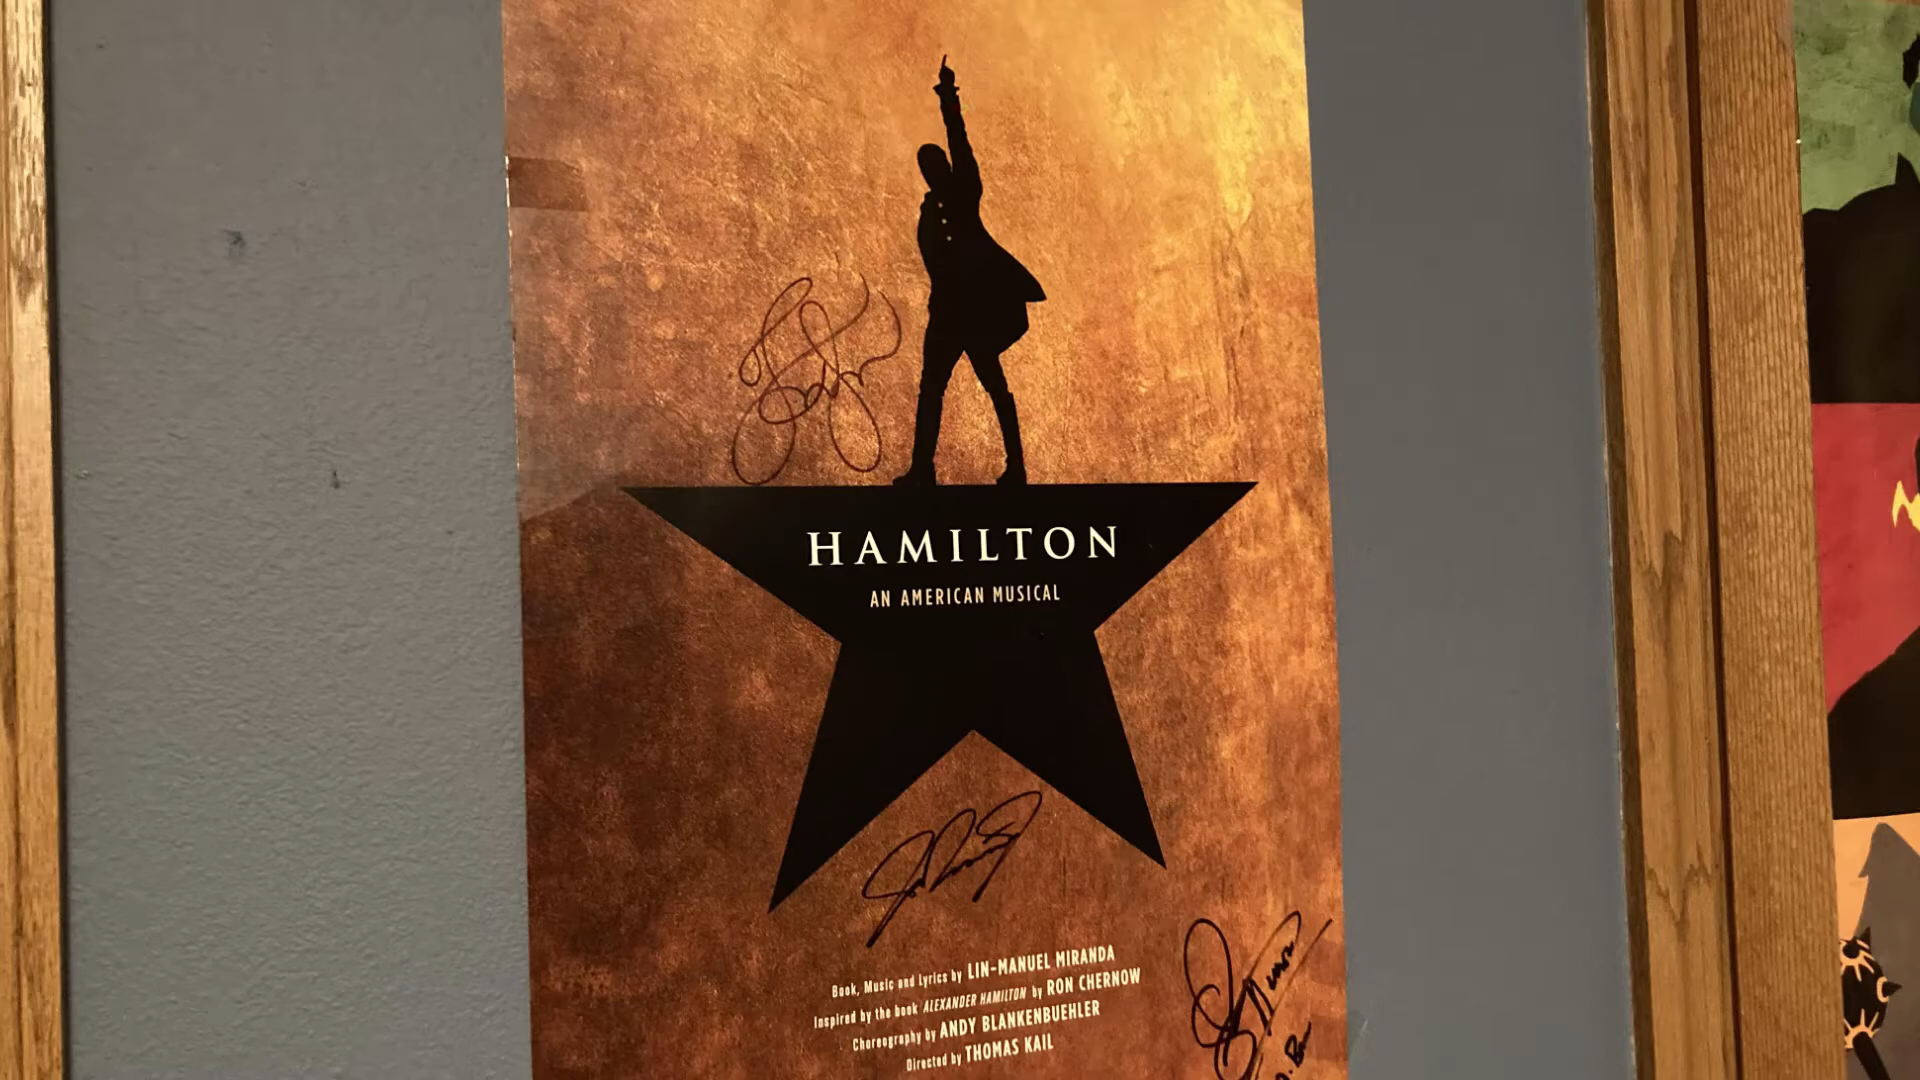 HAMILTON
AN AMERICAN MUSICAL
Book, Music and Lyrics by LIN-MANUEL MIRANDA
Inspired by the book ALEXANDER HAMILTON by RON CHERNOW
Choreography by ANDY BLANKENBUEHLER
Directed by THOMAS KAIL